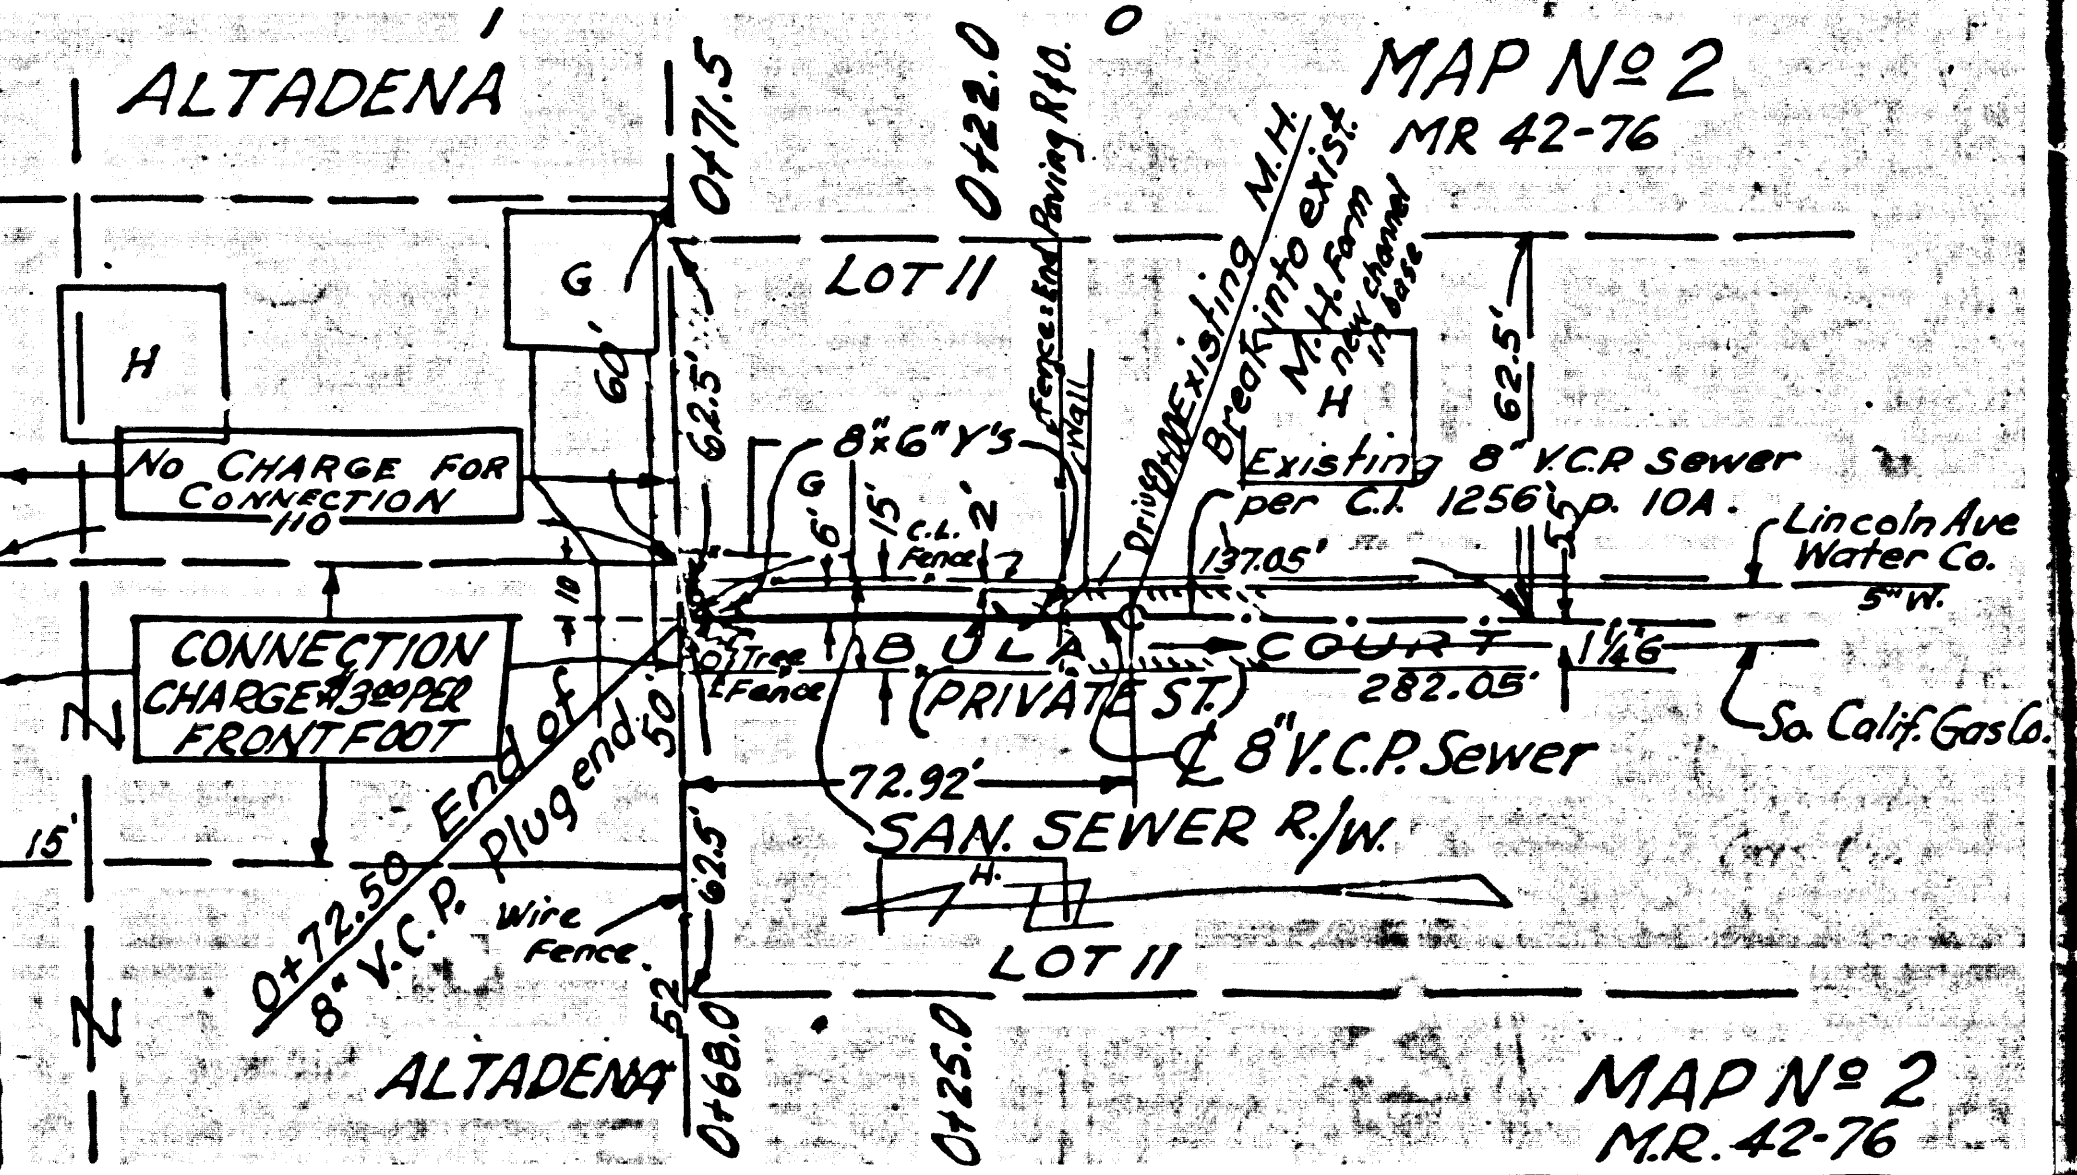 ALTADENA
0+71.5
0+22.0
MAP Nº 2
MR 42-76
LOT 11
G
60'
62.5'
H
Fence: End Paving Rt 0.
Wall
Drive
Existing M.H.
Break into exist.
M.H. Form
new channel
in base
H
62.5'
NO CHARGE FOR
CONNECTION
110
8"x6" Y's
G
6'
15'
C.L.
Fence
2'
Existing 8" V.C.P. Sewer
per C.I. 1256 p. 10A.
137.05'
5.5'
Lincoln Ave
Water Co.
5" W.
10
CONNECTION
CHARGE $3.00 PER
FRONT FOOT
Tree
Fence
BULA COURT
(PRIVATE ST.)
282.05'
1 1/4" G
So. Calif. Gas Co.
℄ 8" V.C.P. Sewer
50'
72.92'
SAN. SEWER R./W.
15'
0+72.50 End of
8" V.C.P. Plug end.
62.5'
Wire
Fence
H.
LOT 11
52'
ALTADENA
0+68.0
0+25.0
MAP Nº 2
M.R. 42-76